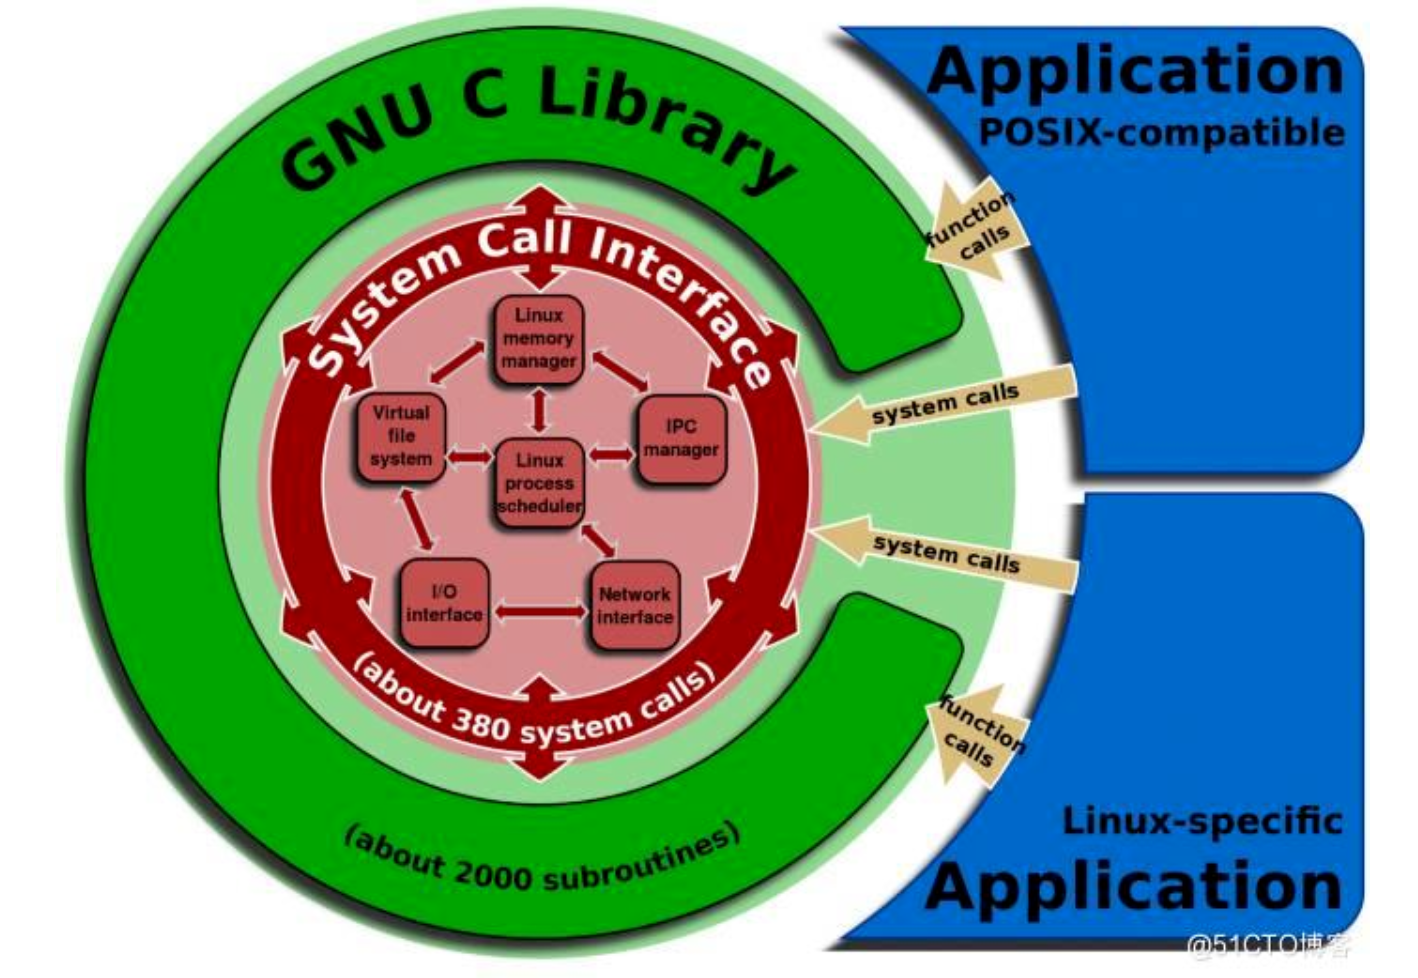 GNU C Library
System Call Interface
Linux
memory
manager
Virtual
file
system
IPC
manager
Linux
process
scheduler
I/O
interface
Network
interface
(about 380 system calls)
(about 2000 subroutines)
Application
POSIX-compatible
function
calls
system calls
system calls
function
calls
Linux-specific
Application
@51CTO博客